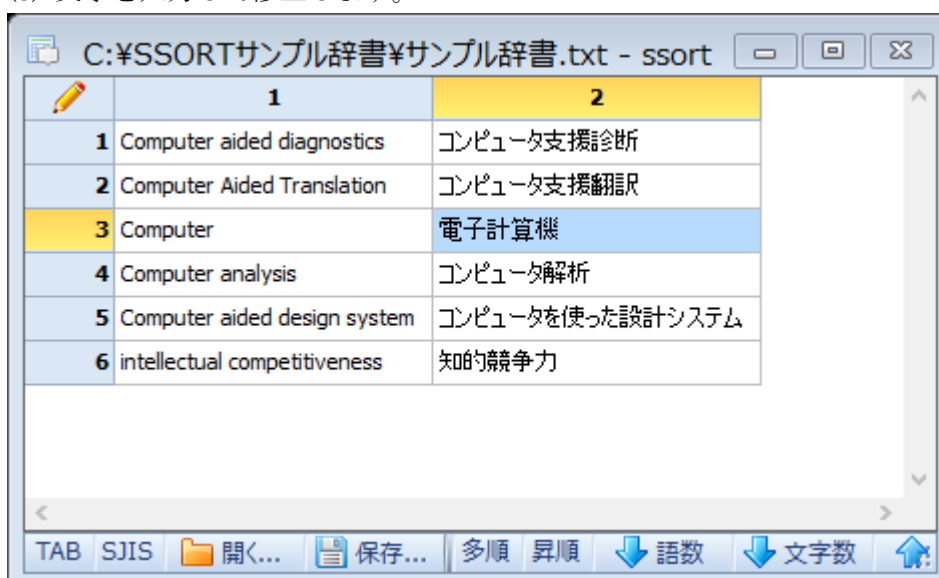 C:¥SSORTサンプル辞書¥サンプル辞書.txt - ssort
1 2
1 Computer aided diagnostics コンピュータ支援診断
2 Computer Aided Translation コンピュータ支援翻訳
3 Computer 電子計算機
4 Computer analysis コンピュータ解析
5 Computer aided design system コンピュータを使った設計システム
6 intellectual competitiveness 知的競争力
TAB SJIS 開く... 保存... 多順 昇順 語数 文字数